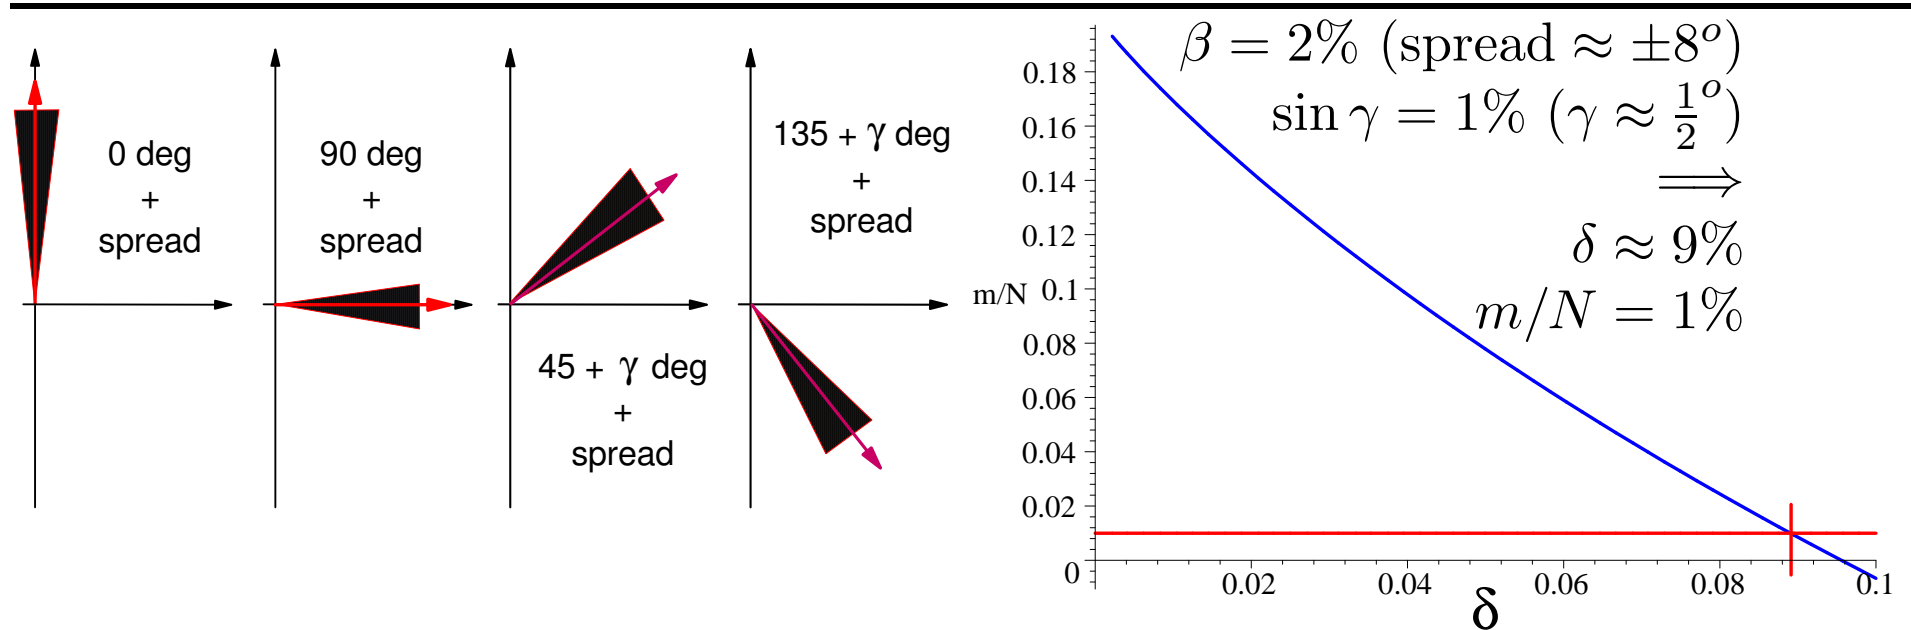 0 deg
+
spread
90 deg
+
spread
45 + γ deg
+
spread
135 + γ deg
+
spread
β = 2% (spread ≈ ±8°)
sin γ = 1% (γ ≈ 1/2°)
⟹
δ ≈ 9%
m/N = 1%
m/N
0.18
0.16
0.14
0.12
0.1
0.08
0.06
0.04
0.02
0
0.02 0.04 0.06 0.08 0.1
δ